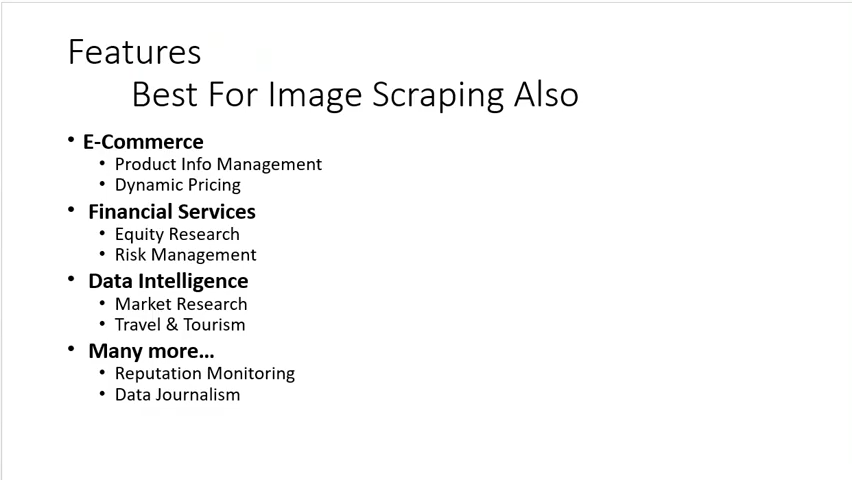 Features
Best For Image Scraping Also
• E-Commerce
• Product Info Management
• Dynamic Pricing
• Financial Services
• Equity Research
• Risk Management
• Data Intelligence
• Market Research
• Travel & Tourism
• Many more…
• Reputation Monitoring
• Data Journalism